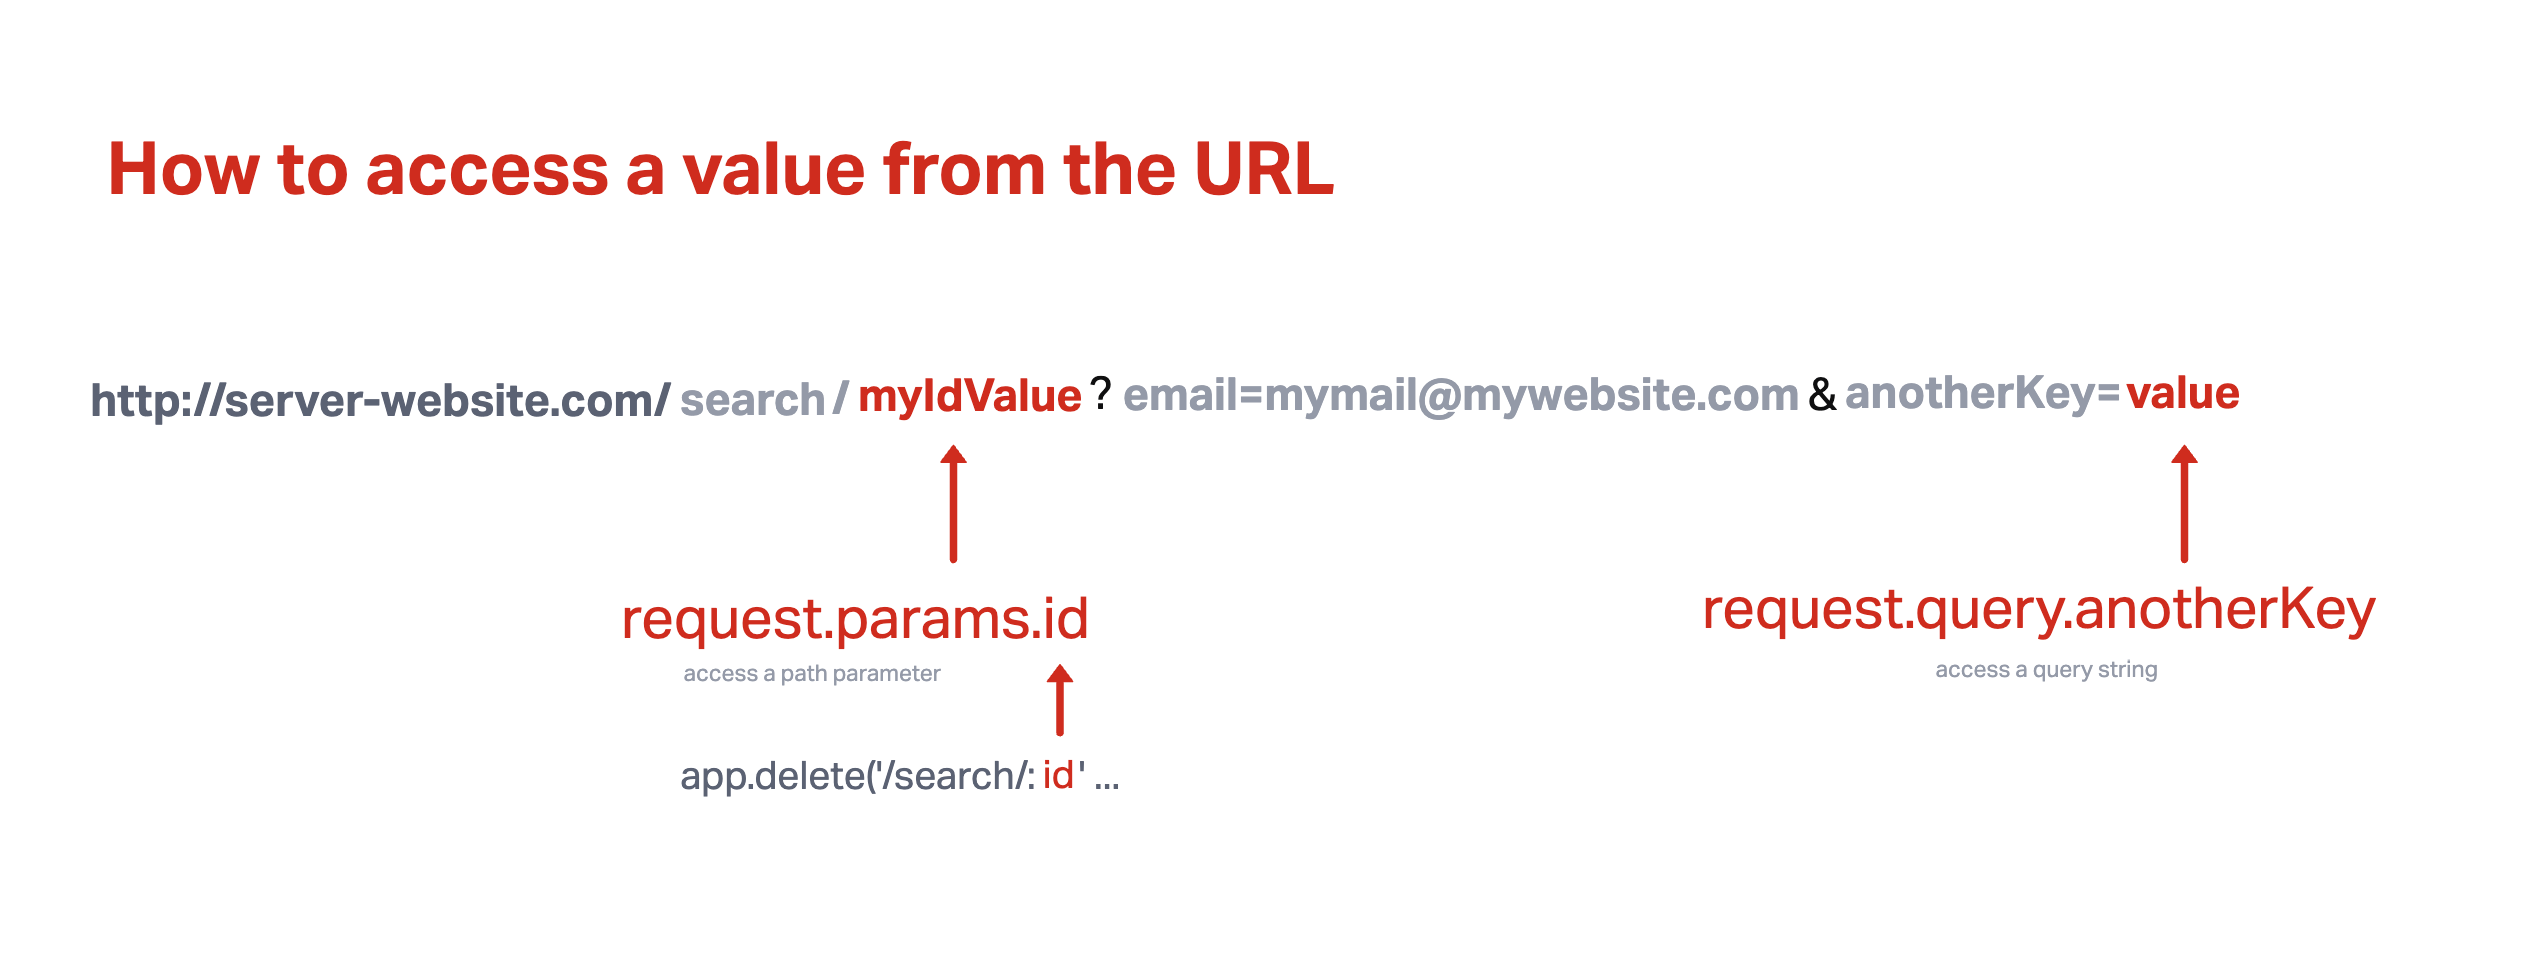 How to access a value from the URL
http://server-website.com/ search / myIdValue ? email=mymail@mywebsite.com & anotherKey= value
request.params.id
request.query.anotherKey
access a path parameter
access a query string
app.delete('/search/: id' ...